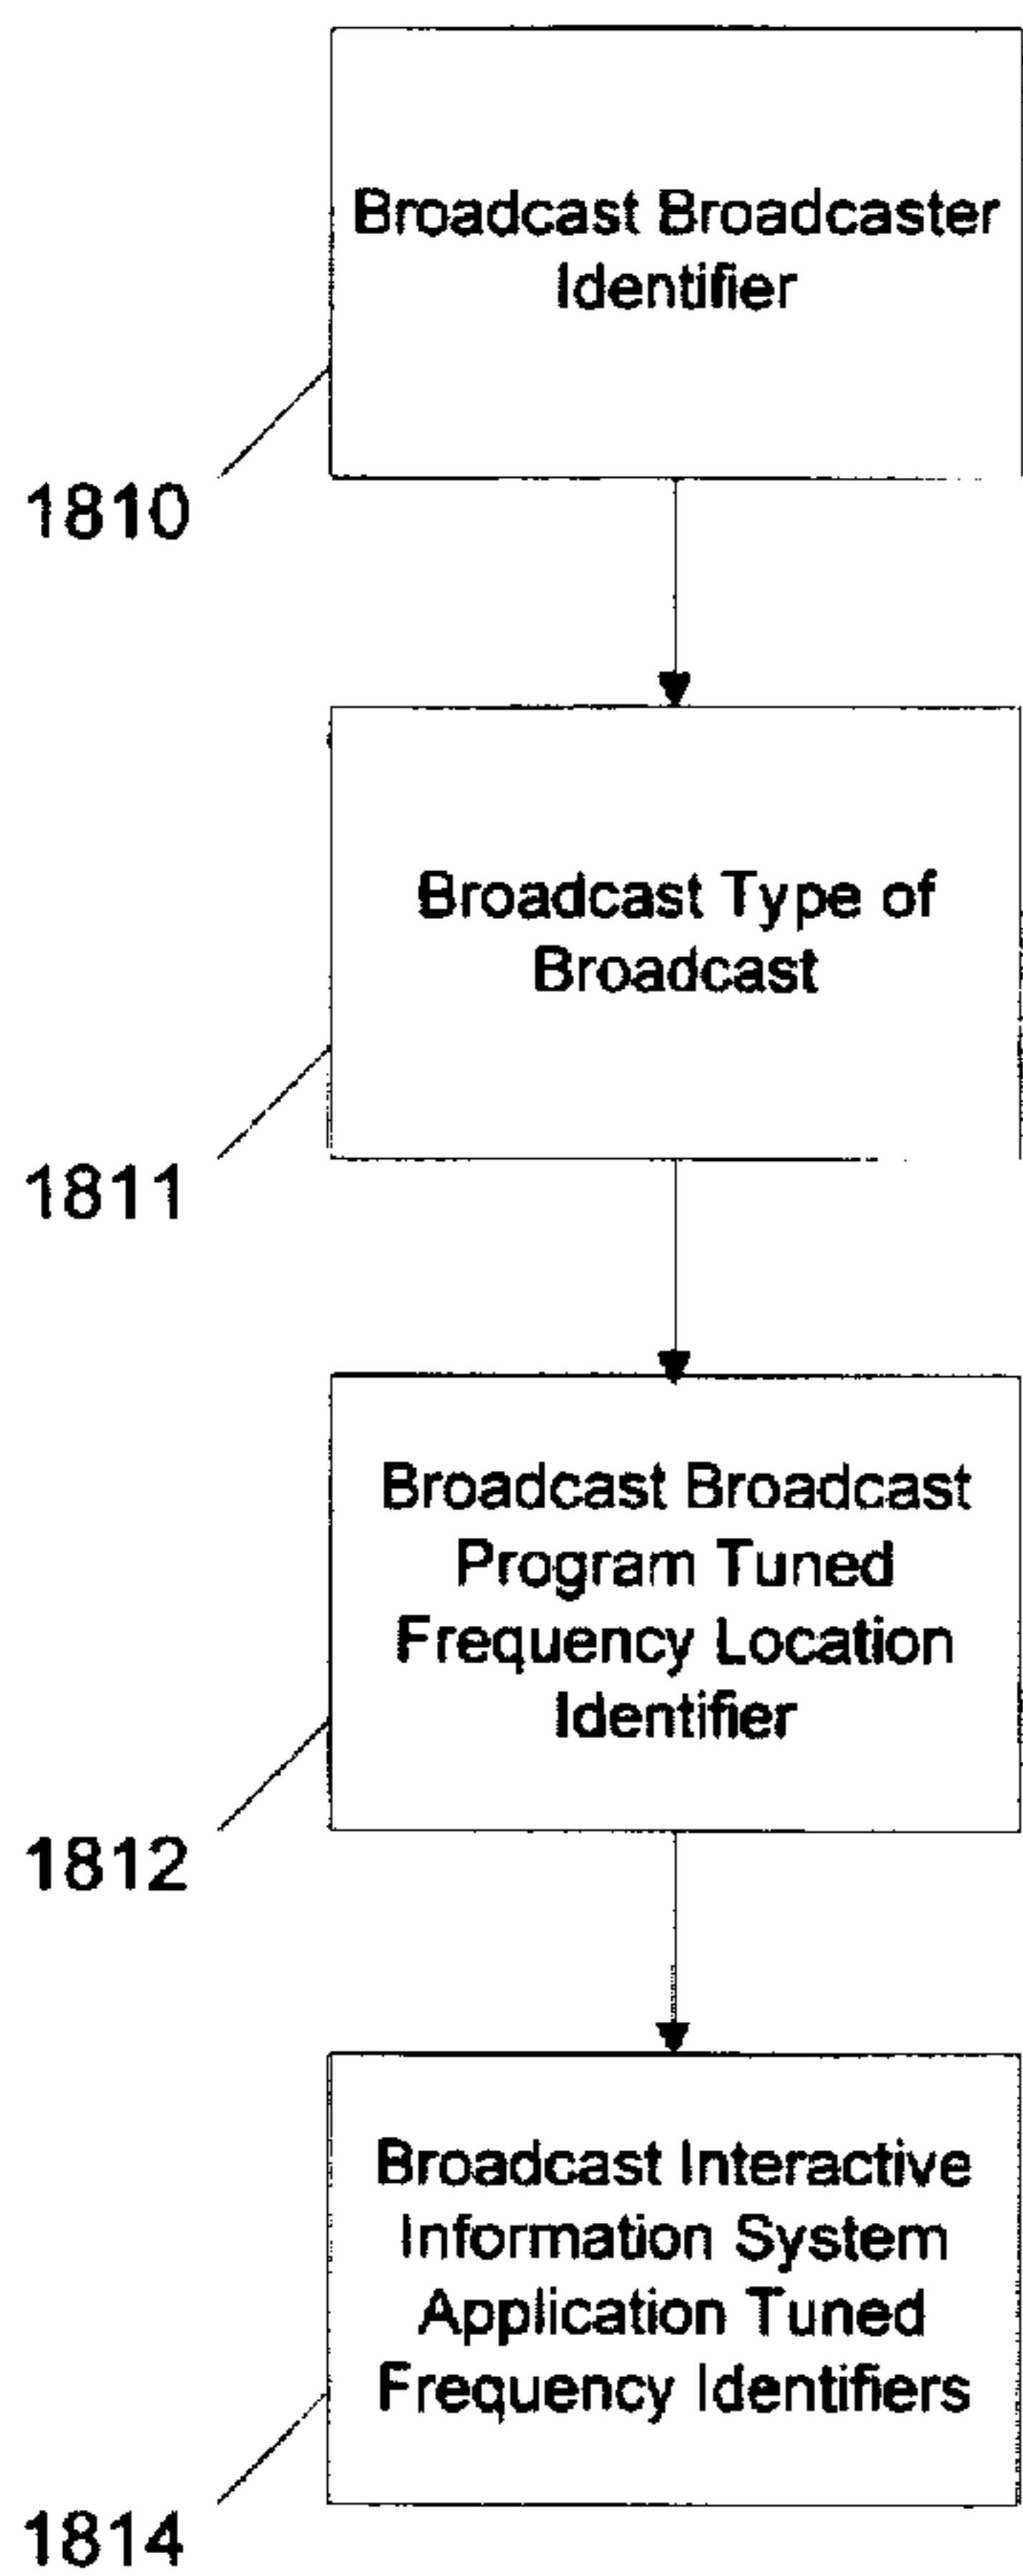 Broadcast Broadcaster
Identifier
1810
Broadcast Type of
Broadcast
1811
Broadcast Broadcast
Program Tuned
Frequency Location
Identifier
1812
Broadcast Interactive
Information System
Application Tuned
Frequency Identifiers
1814